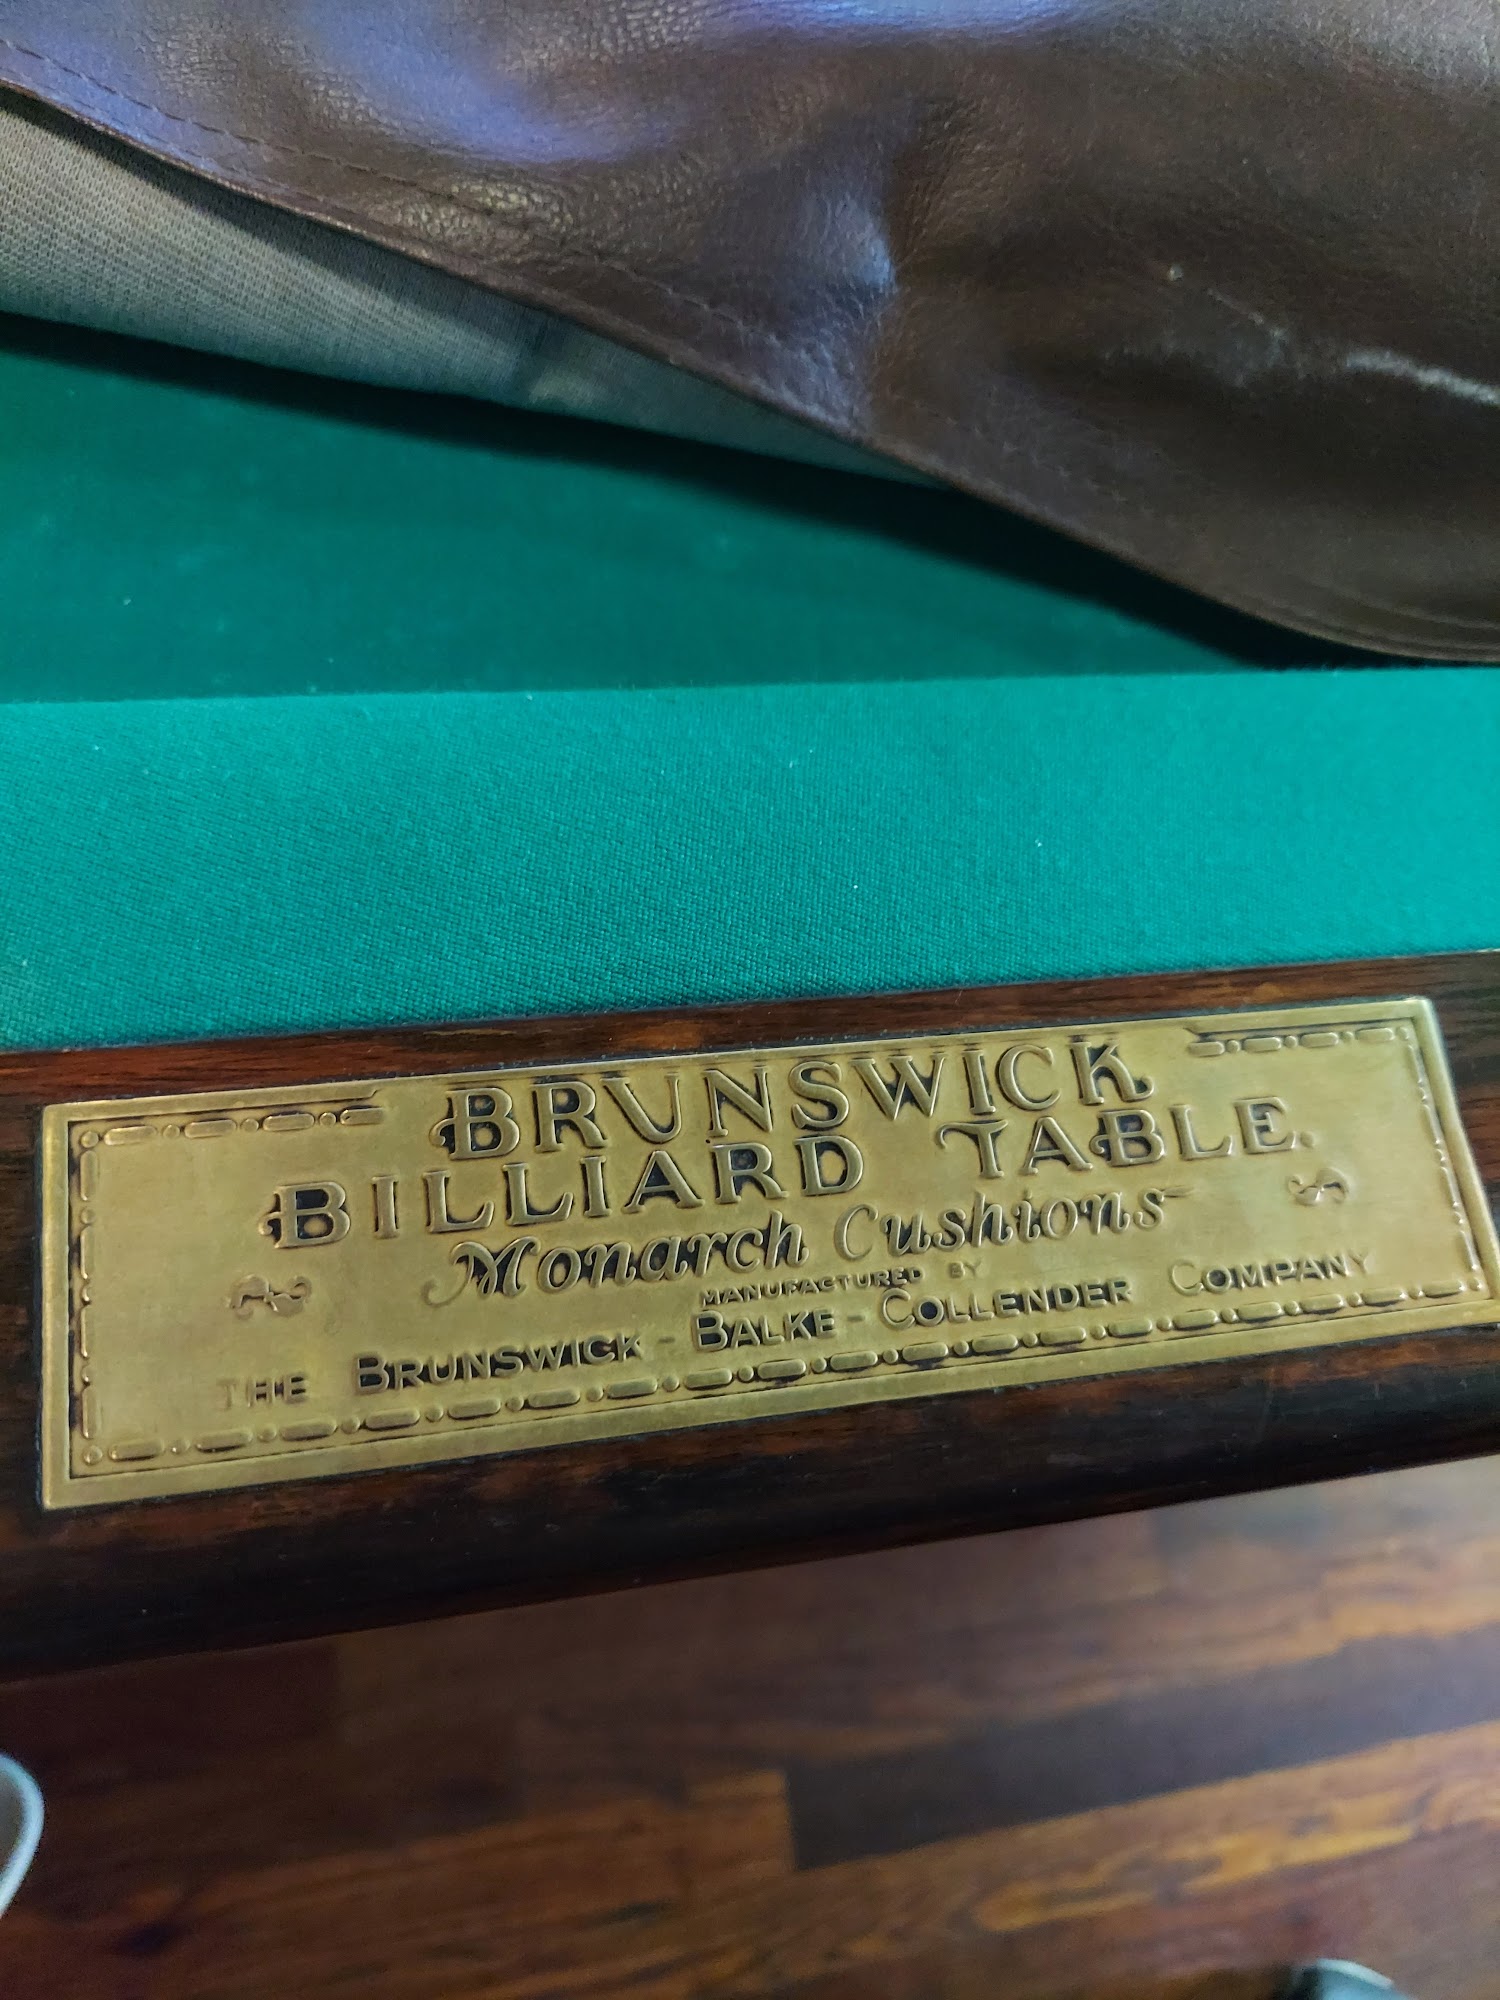 BRUNSWICK
BILLIARD TABLE.
Monarch Cushions
MANUFACTURED BY
THE BRUNSWICK-BALKE-COLLENDER COMPANY